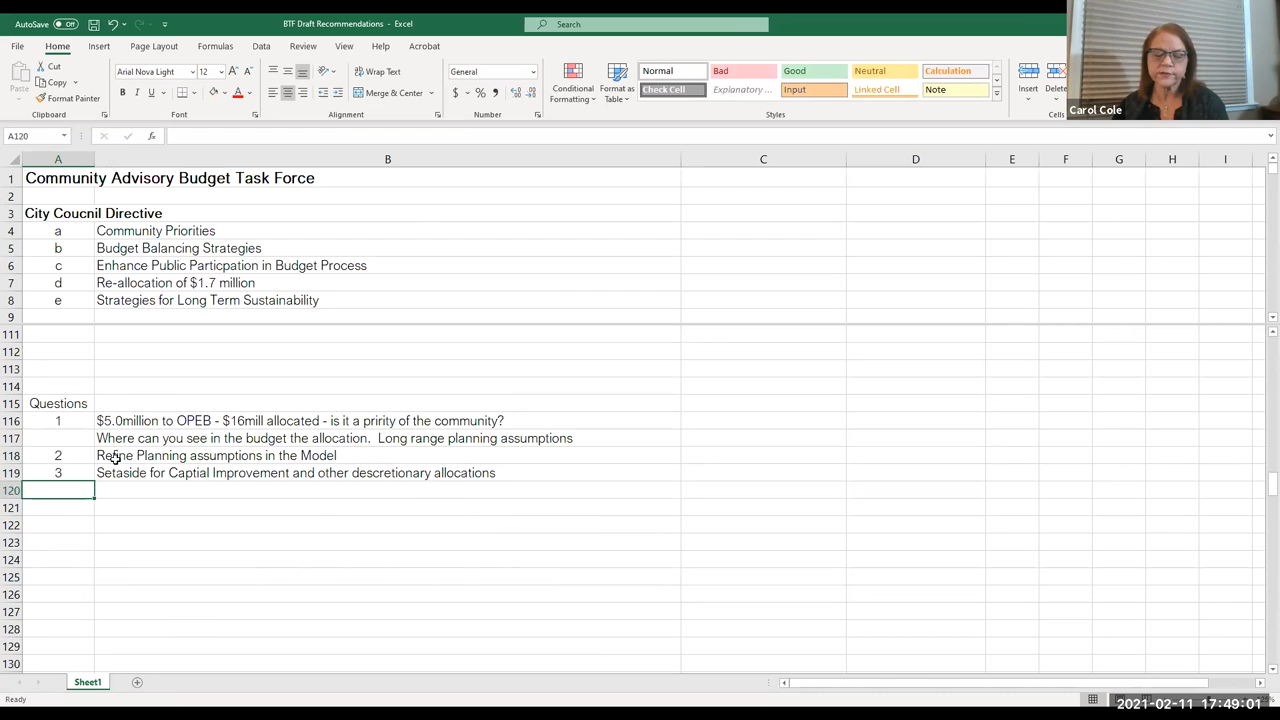 AutoSave Off BTF Draft Recommendations - Excel Search
File Home Insert Page Layout Formulas Data Review View Help Acrobat
Cut
Copy
Format Painter
Paste
Clipboard
Arial Nova Light 12
B I U
Font
Wrap Text
Merge & Center
Alignment
General
$ % ,
Number
Conditional Formatting
Format as Table
Normal Bad Good Neutral Calculation
Check Cell Explanatory ... Input Linked Cell Note
Styles
Insert Delete
Cells
Carol Cole
A120 fx
A B C D E F G H I
1 Community Advisory Budget Task Force
2
3 City Coucnil Directive
4 a Community Priorities
5 b Budget Balancing Strategies
6 c Enhance Public Particpation in Budget Process
7 d Re-allocation of $1.7 million
8 e Strategies for Long Term Sustainability
9
111
112
113
114
115 Questions
116 1 $5.0million to OPEB - $16mill allocated - is it a pririty of the community?
117 Where can you see in the budget the allocation. Long range planning assumptions
118 2 Refine Planning assumptions in the Model
119 3 Setaside for Captial Improvement and other descretionary allocations
120
121
122
123
124
125
126
127
128
129
130
Sheet1
Ready
2021-02-11 17:49:01